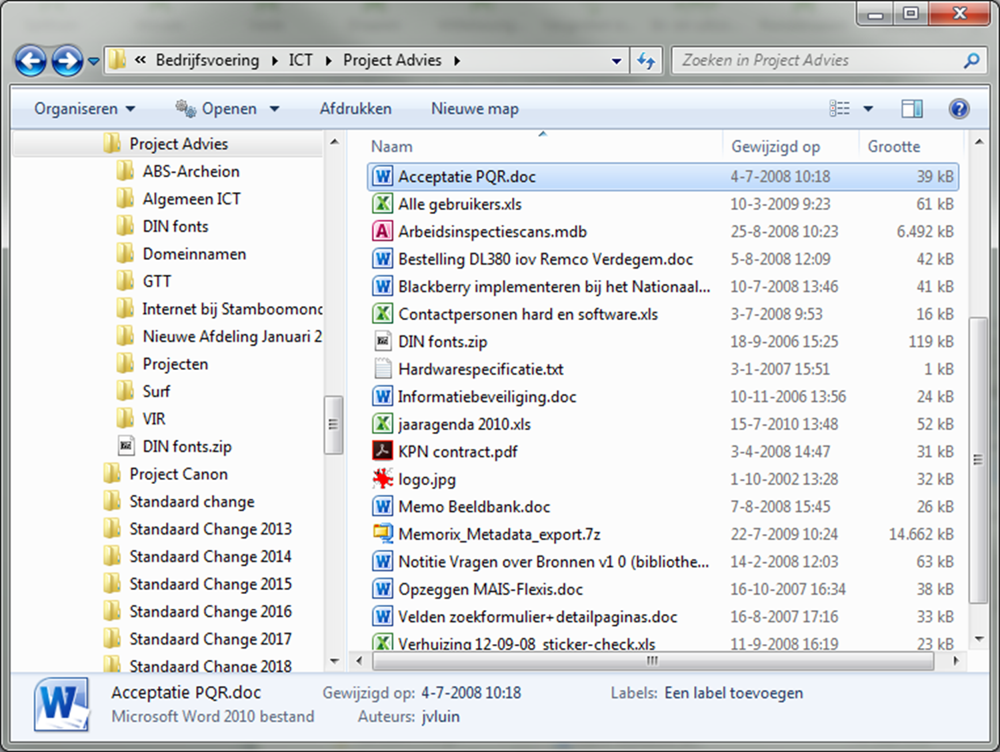 « Bedrijfsvoering ICT Project Advies
Zoeken in Project Advies
Organiseren Openen Afdrukken Nieuwe map
Project Advies
ABS-Archeion
Algemeen ICT
DIN fonts
Domeinnamen
GTT
Internet bij Stamboomond
Nieuwe Afdeling Januari 2
Projecten
Surf
VIR
DIN fonts.zip
Project Canon
Standaard change
Standaard Change 2013
Standaard Change 2014
Standaard Change 2015
Standaard Change 2016
Standaard Change 2017
Standaard Change 2018
Naam Gewijzigd op Grootte
Acceptatie PQR.doc 4-7-2008 10:18 39 kB
Alle gebruikers.xls 10-3-2009 9:23 61 kB
Arbeidsinspectiescans.mdb 25-8-2008 10:23 6.492 kB
Bestelling DL380 iov Remco Verdegem.doc 5-8-2008 12:09 42 kB
Blackberry implementeren bij het Nationaal... 10-7-2008 13:46 41 kB
Contactpersonen hard en software.xls 3-7-2008 9:53 16 kB
DIN fonts.zip 18-9-2006 15:25 119 kB
Hardwarespecificatie.txt 3-1-2007 15:51 1 kB
Informatiebeveiliging.doc 10-11-2006 13:56 24 kB
jaaragenda 2010.xls 15-7-2010 13:48 52 kB
KPN contract.pdf 3-4-2008 14:47 31 kB
logo.jpg 1-10-2002 13:28 32 kB
Memo Beeldbank.doc 7-8-2008 15:45 26 kB
Memorix_Metadata_export.7z 22-7-2009 10:24 14.662 kB
Notitie Vragen over Bronnen v1 0 (bibliothe... 14-2-2008 12:03 63 kB
Opzeggen MAIS-Flexis.doc 16-10-2007 16:34 38 kB
Velden zoekformulier+detailpaginas.doc 16-8-2007 17:16 33 kB
Verhuizing 12-09-08_sticker-check.xls 11-9-2008 16:19 23 kB
Acceptatie PQR.doc Gewijzigd op: 4-7-2008 10:18 Labels: Een label toevoegen
Microsoft Word 2010 bestand Auteurs: jvluin